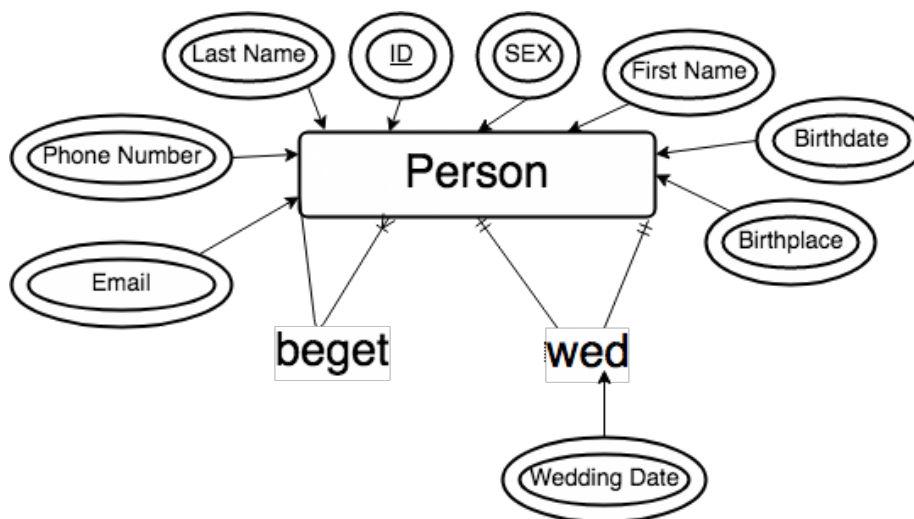 Last Name
ID
SEX
First Name
Phone Number
Person
Birthdate
Birthplace
Email
beget
wed
Wedding Date